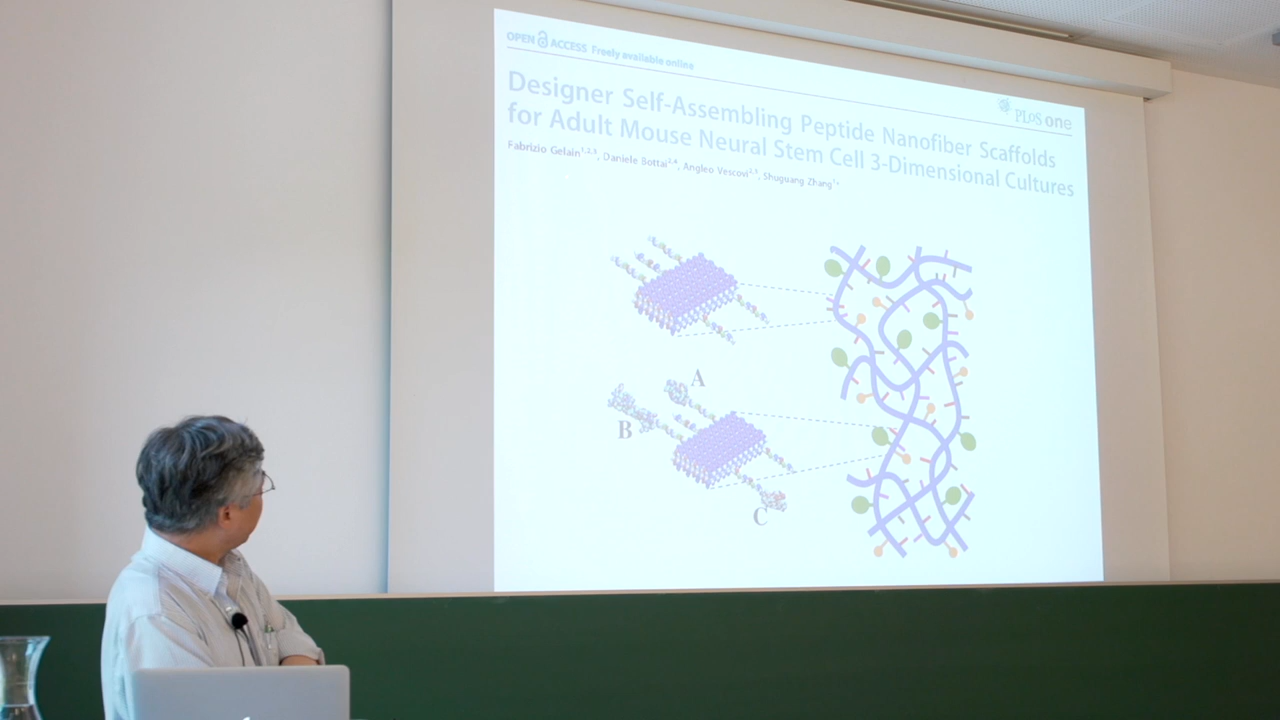 OPEN ACCESS Freely available online
PLoS one
Designer Self-Assembling Peptide Nanofiber Scaffolds
for Adult Mouse Neural Stem Cell 3-Dimensional Cultures
Fabrizio Gelain, Daniele Bottai, Angleo Vescovi, Shuguang Zhang
A
B
C